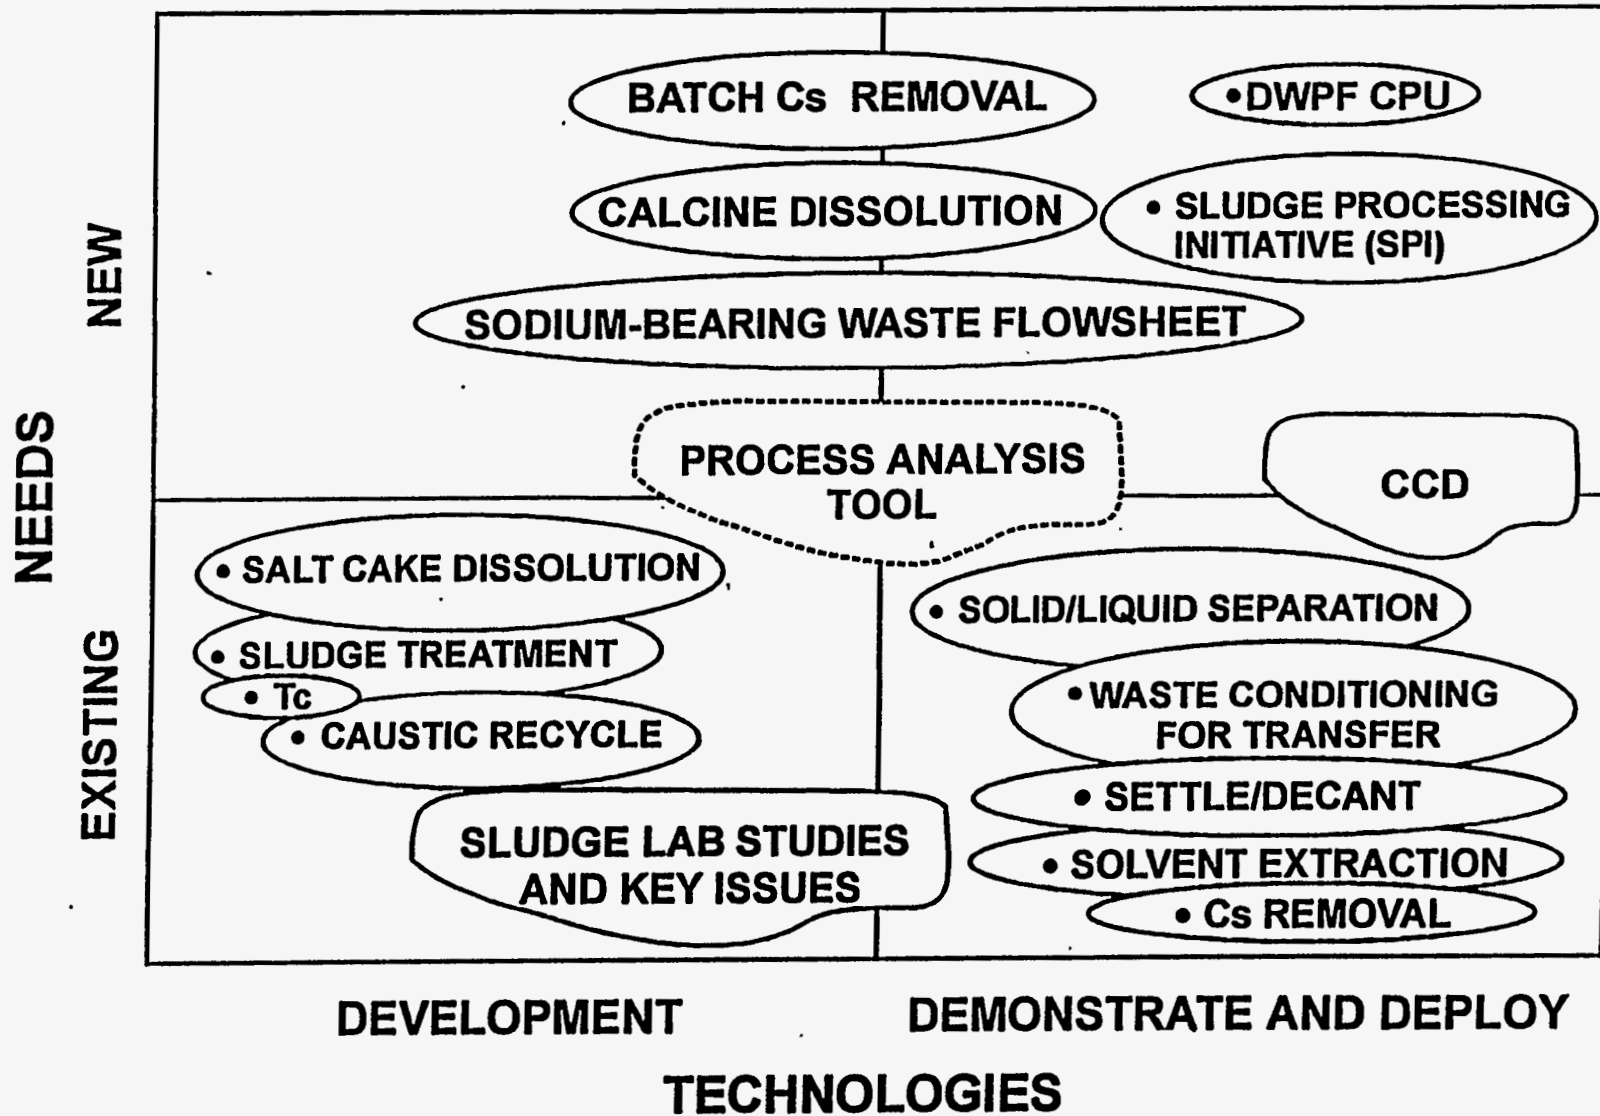 BATCH Cs REMOVAL
• DWPF CPU
CALCINE DISSOLUTION
• SLUDGE PROCESSING
INITIATIVE (SPI)
SODIUM-BEARING WASTE FLOWSHEET
NEW
PROCESS ANALYSIS
TOOL
CCD
NEEDS
• SALT CAKE DISSOLUTION
• SOLID/LIQUID SEPARATION
• SLUDGE TREATMENT
• Tc
• WASTE CONDITIONING
FOR TRANSFER
• CAUSTIC RECYCLE
EXISTING
• SETTLE/DECANT
SLUDGE LAB STUDIES
AND KEY ISSUES
• SOLVENT EXTRACTION
• Cs REMOVAL
DEVELOPMENT
DEMONSTRATE AND DEPLOY
TECHNOLOGIES